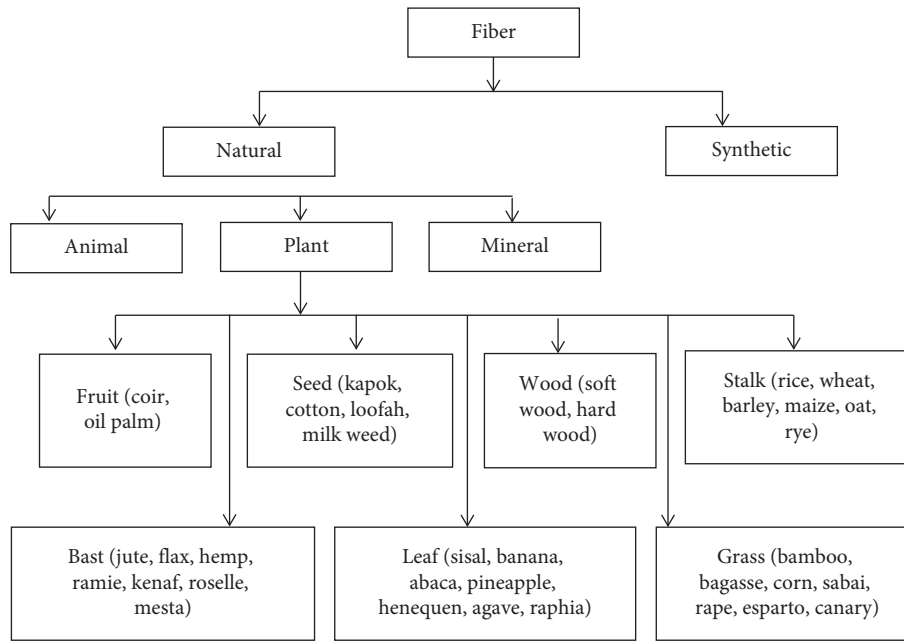 Fiber
Natural
Synthetic
Animal
Plant
Mineral
Fruit (coir,
oil palm)
Seed (kapok,
cotton, loofah,
milk weed)
Wood (soft
wood, hard
wood)
Stalk (rice, wheat,
barley, maize, oat,
rye)
Bast (jute, flax, hemp,
ramie, kenaf, roselle,
mesta)
Leaf (sisal, banana,
abaca, pineapple,
henequen, agave, raphia)
Grass (bamboo,
bagasse, corn, sabai,
rape, esparto, canary)